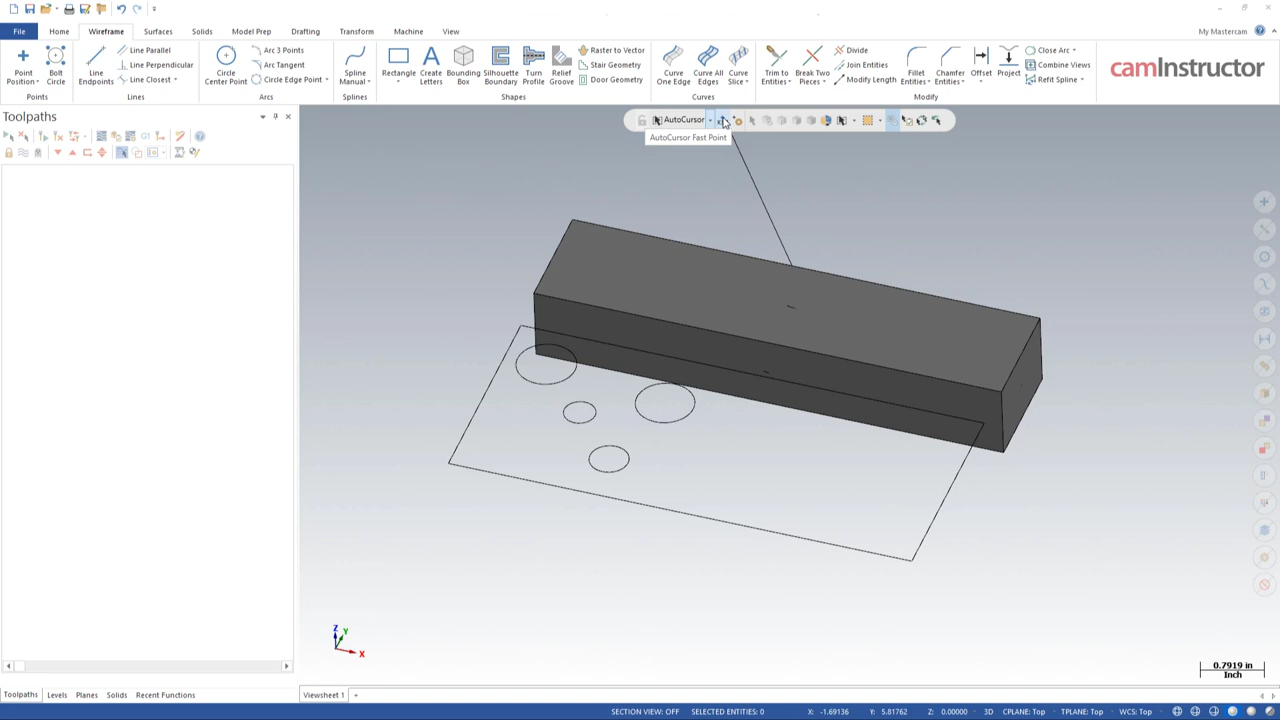 File Home Wireframe Surfaces Solids Model Prep Drafting Transform Machine View My Mastercam
Point Position
Bolt Circle
Points
Line Endpoints
Line Parallel
Line Perpendicular
Line Closest
Lines
Circle Center Point
Arc 3 Points
Arc Tangent
Circle Edge Point
Arcs
Spline Manual
Splines
Rectangle
Create Letters
Bounding Box
Silhouette Boundary
Turn Profile
Relief Groove
Raster to Vector
Stair Geometry
Door Geometry
Shapes
Curve One Edge
Curve All Edges
Curve Slice
Curves
Trim to Entities
Break Two Pieces
Divide
Join Entities
Modify Length
Fillet Entities
Chamfer Entities
Offset
Project
Close Arc
Combine Views
Refit Spline
Modify
camInstructor
Toolpaths
G1
AutoCursor
AutoCursor Fast Point
Z
Y
X
0.7919 in
Inch
Toolpaths Levels Planes Solids Recent Functions
Viewsheet 1 +
SECTION VIEW: OFF SELECTED ENTITIES: 0 X: -1.69136 Y: 5.81762 Z: 0.00000 3D CPLANE: Top TPLANE: Top WCS: Top